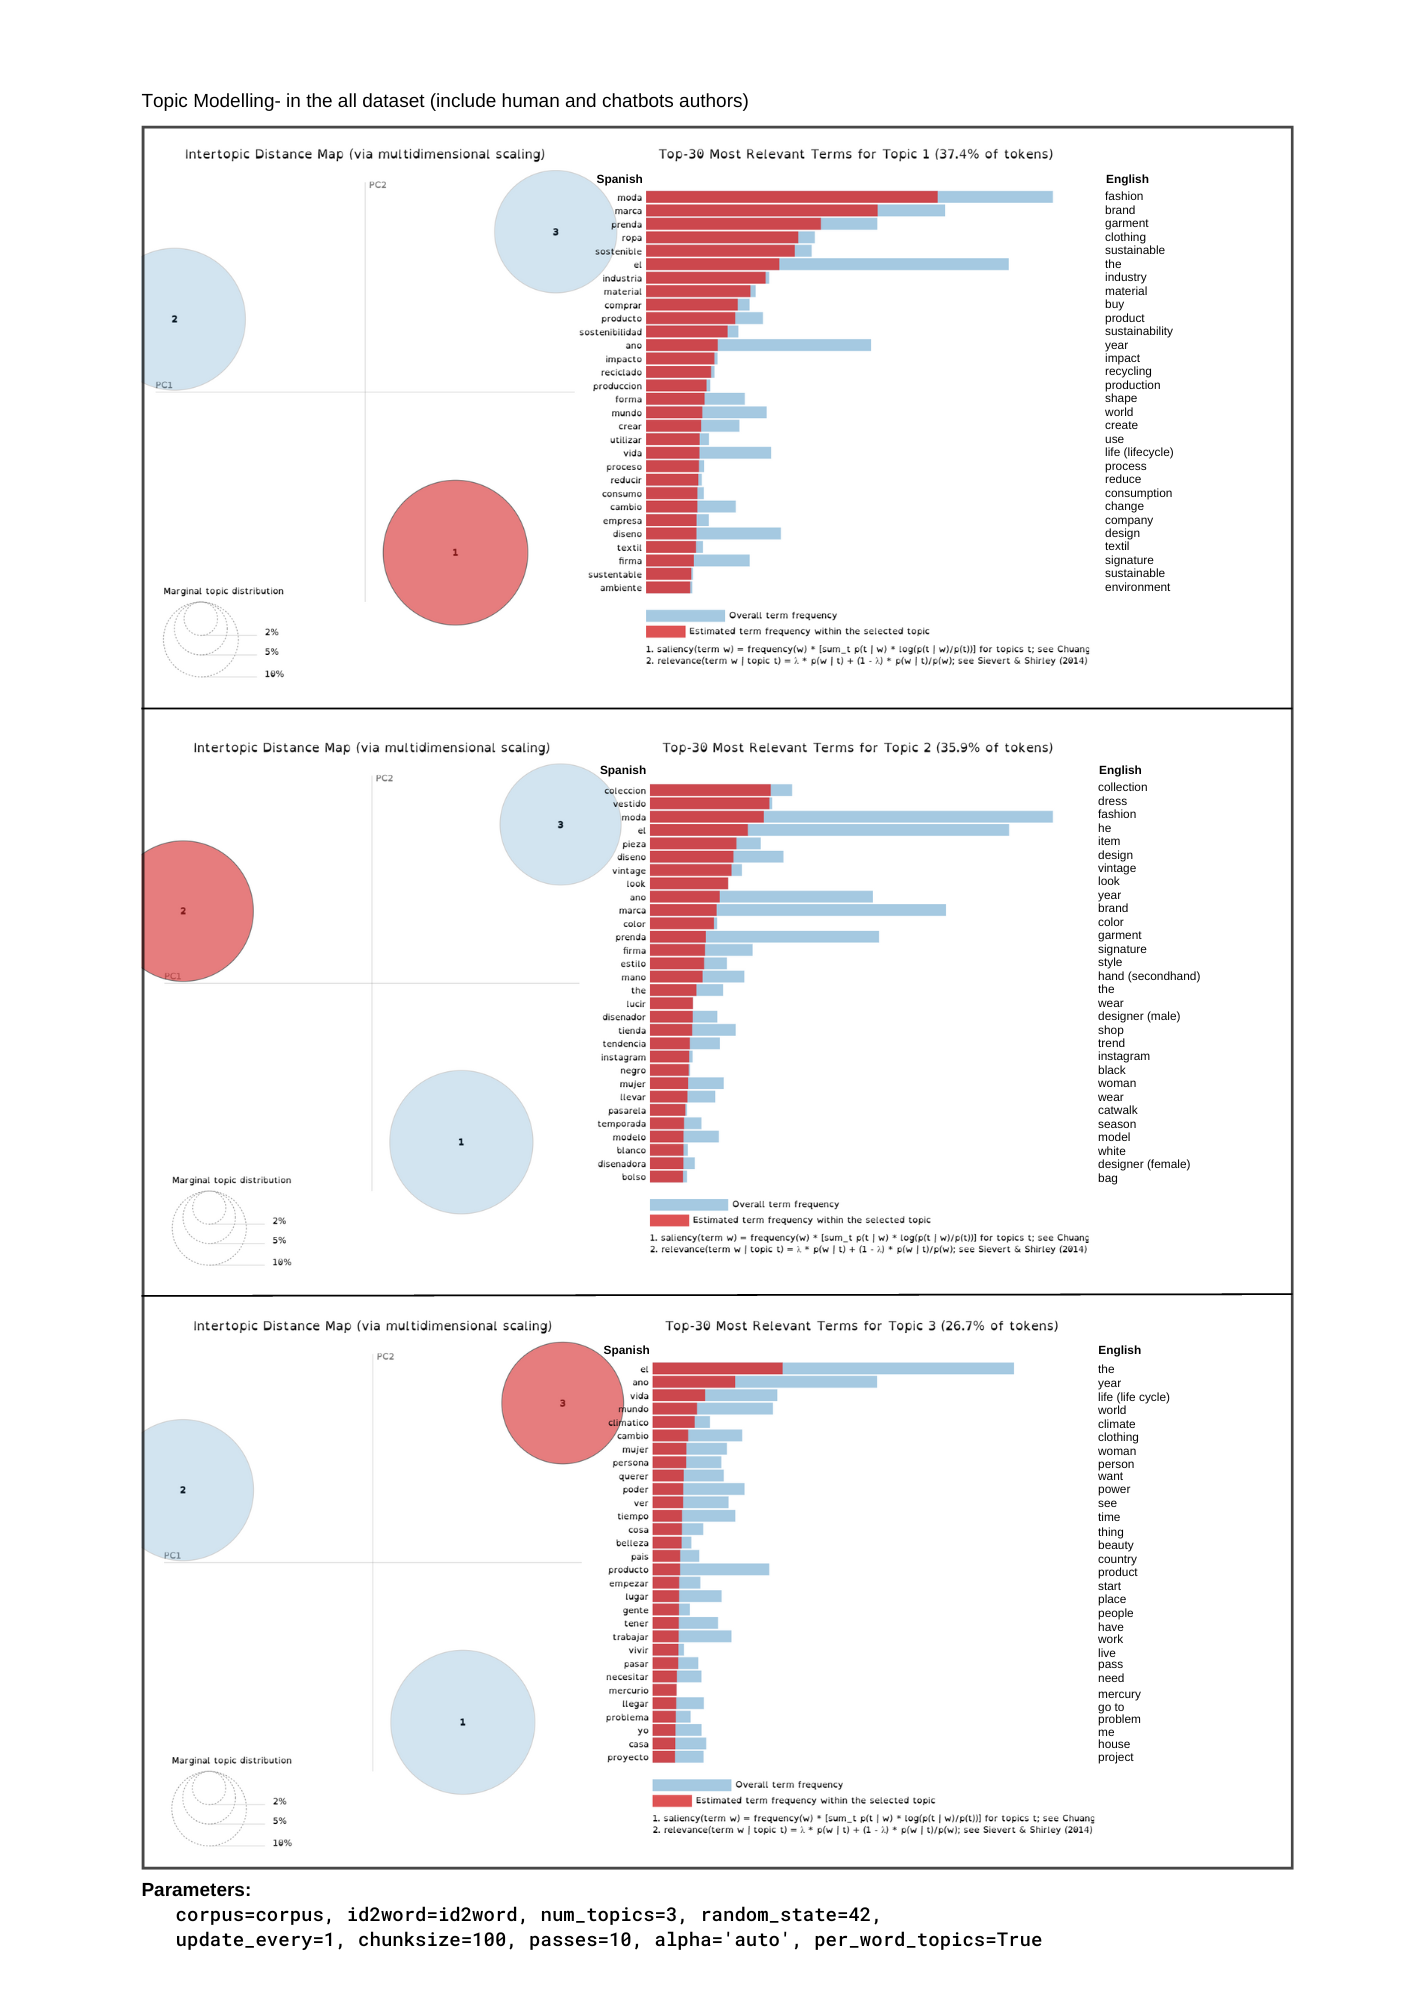 Topic Modelling- in the all dataset (include human and chatbots authors)
Intertopic Distance Map (via multidimensional scaling)
PC2
PC1
3
2
1
Marginal topic distribution
2%
5%
10%
Top-30 Most Relevant Terms for Topic 1 (37.4% of tokens)
Spanish English
moda fashion
marca brand
prenda garment
ropa clothing
sostenible sustainable
el the
industria industry
material material
comprar buy
producto product
sostenibilidad sustainability
ano year
impacto impact
reciclado recycling
produccion production
forma shape
mundo world
crear create
utilizar use
vida life (lifecycle)
proceso process
reducir reduce
consumo consumption
cambio change
empresa company
diseno design
textil textil
firma signature
sustentable sustainable
ambiente environment
Overall term frequency
Estimated term frequency within the selected topic
1. saliency(term w) = frequency(w) * [sum_t p(t | w) * log(p(t | w)/p(t))] for topics t; see Chuang
2. relevance(term w | topic t) = λ * p(w | t) + (1 - λ) * p(w | t)/p(w); see Sievert & Shirley (2014)
Intertopic Distance Map (via multidimensional scaling)
PC2
PC1
3
2
1
Marginal topic distribution
2%
5%
10%
Top-30 Most Relevant Terms for Topic 2 (35.9% of tokens)
Spanish English
coleccion collection
vestido dress
moda fashion
el he
pieza item
diseno design
vintage vintage
look look
ano year
marca brand
color color
prenda garment
firma signature
estilo style
mano hand (secondhand)
the the
lucir wear
disenador designer (male)
tienda shop
tendencia trend
instagram instagram
negro black
mujer woman
llevar wear
pasarela catwalk
temporada season
modelo model
blanco white
disenadora designer (female)
bolso bag
Overall term frequency
Estimated term frequency within the selected topic
1. saliency(term w) = frequency(w) * [sum_t p(t | w) * log(p(t | w)/p(t))] for topics t; see Chuang
2. relevance(term w | topic t) = λ * p(w | t) + (1 - λ) * p(w | t)/p(w); see Sievert & Shirley (2014)
Intertopic Distance Map (via multidimensional scaling)
PC2
PC1
3
2
1
Marginal topic distribution
2%
5%
10%
Top-30 Most Relevant Terms for Topic 3 (26.7% of tokens)
Spanish English
el the
ano year
vida life (life cycle)
mundo world
climatico climate
cambio clothing
mujer woman
persona person
querer want
poder power
ver see
tiempo time
cosa thing
belleza beauty
pais country
producto product
empezar start
lugar place
gente people
tener have
trabajar work
vivir live
pasar pass
necesitar need
mercurio mercury
llegar go to
problema problem
yo me
casa house
proyecto project
Overall term frequency
Estimated term frequency within the selected topic
1. saliency(term w) = frequency(w) * [sum_t p(t | w) * log(p(t | w)/p(t))] for topics t; see Chuang
2. relevance(term w | topic t) = λ * p(w | t) + (1 - λ) * p(w | t)/p(w); see Sievert & Shirley (2014)
Parameters:
corpus=corpus, id2word=id2word, num_topics=3, random_state=42,
update_every=1, chunksize=100, passes=10, alpha='auto', per_word_topics=True